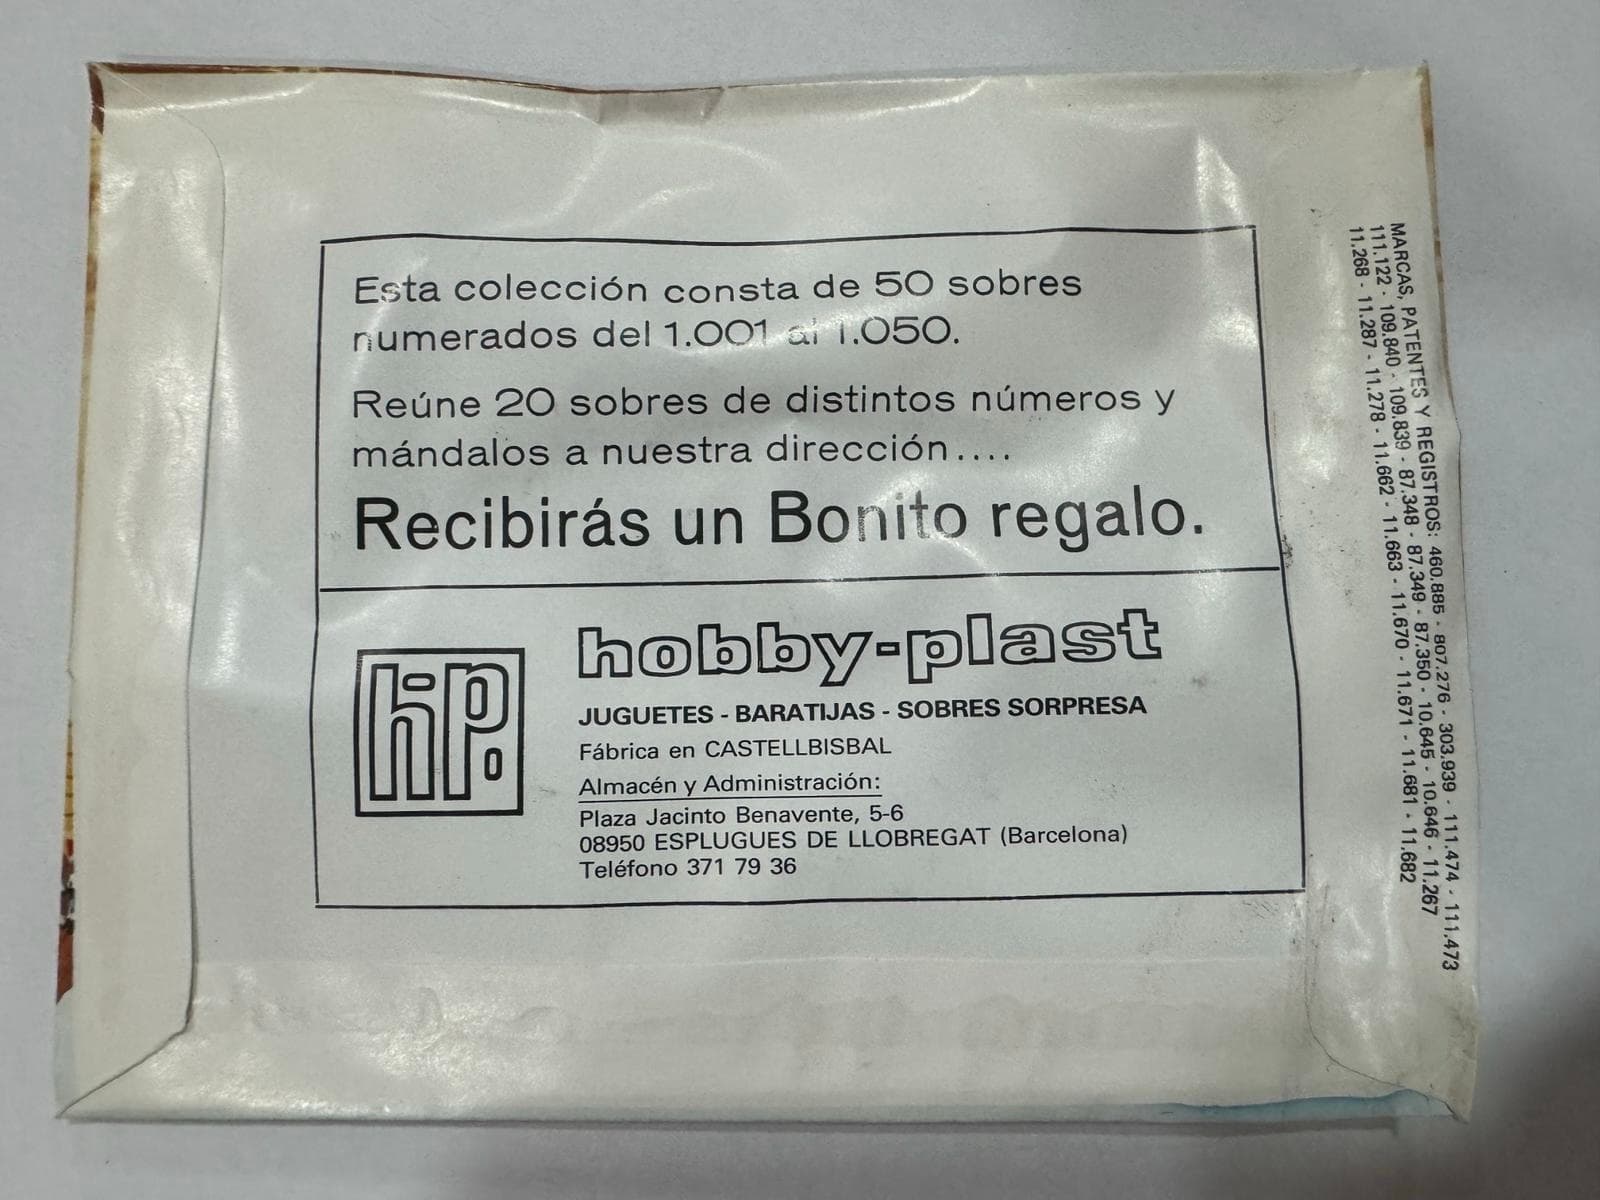 Esta colección consta de 50 sobres
numerados del 1.001 al 1.050.
Reúne 20 sobres de distintos números y
mándalos a nuestra dirección....
Recibirás un Bonito regalo.
hp.
hobby-plast
JUGUETES - BARATIJAS - SOBRES SORPRESA
Fábrica en CASTELLBISBAL
Almacén y Administración:
Plaza Jacinto Benavente, 5-6
08950 ESPLUGUES DE LLOBREGAT (Barcelona)
Teléfono 371 79 36
MARCAS, PATENTES Y REGISTROS: 460.885 - 807.276 - 303.939 - 111.474 - 111.473
111.122 - 109.840 - 109.839 - 87.348 - 87.349 - 87.350 - 10.645 - 10.646 - 11.267
11.268 - 11.287 - 11.278 - 11.662 - 11.663 - 11.670 - 11.671 - 11.681 - 11.682